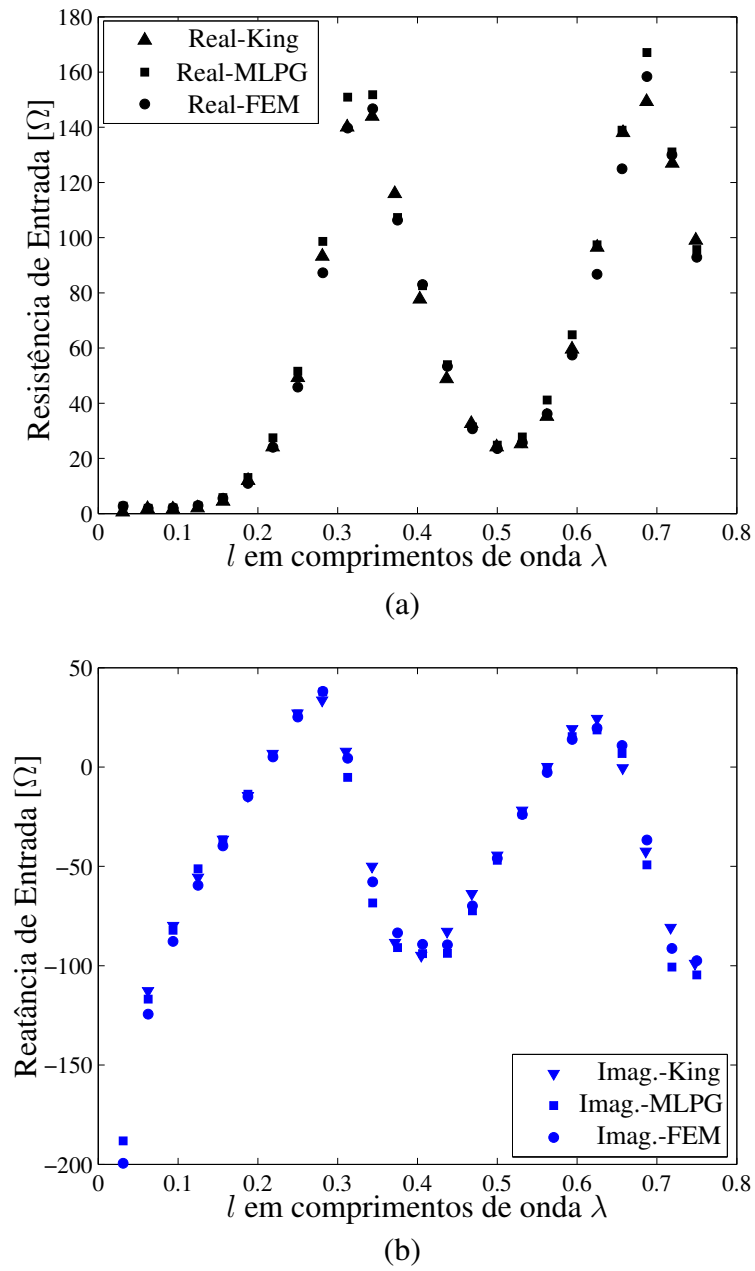 Real-King
Real-MLPG
Real-FEM
Resistência de Entrada [Ω]
180
160
140
120
100
80
60
40
20
0
0 0.1 0.2 0.3 0.4 0.5 0.6 0.7 0.8
l em comprimentos de onda λ
(a)
Reatância de Entrada [Ω]
50
0
−50
−100
−150
−200
Imag.-King
Imag.-MLPG
Imag.-FEM
0 0.1 0.2 0.3 0.4 0.5 0.6 0.7 0.8
l em comprimentos de onda λ
(b)